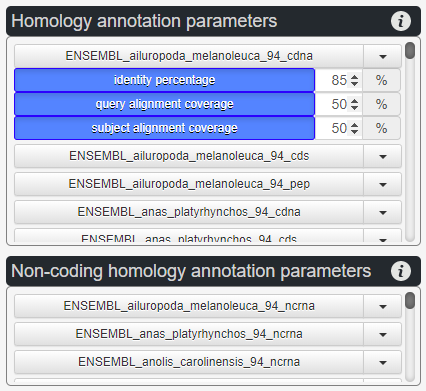 Homology annotation parameters
ENSEMBL_ailuropoda_melanoleuca_94_cdna
identity percentage 85 %
query alignment coverage 50 %
subject alignment coverage 50 %
ENSEMBL_ailuropoda_melanoleuca_94_cds
ENSEMBL_ailuropoda_melanoleuca_94_pep
ENSEMBL_anas_platyrhynchos_94_cdna
ENSEMBL_anas_platyrhynchos_94_cds
Non-coding homology annotation parameters
ENSEMBL_ailuropoda_melanoleuca_94_ncrna
ENSEMBL_anas_platyrhynchos_94_ncrna
ENSEMBL_anolis_carolinensis_94_ncrna